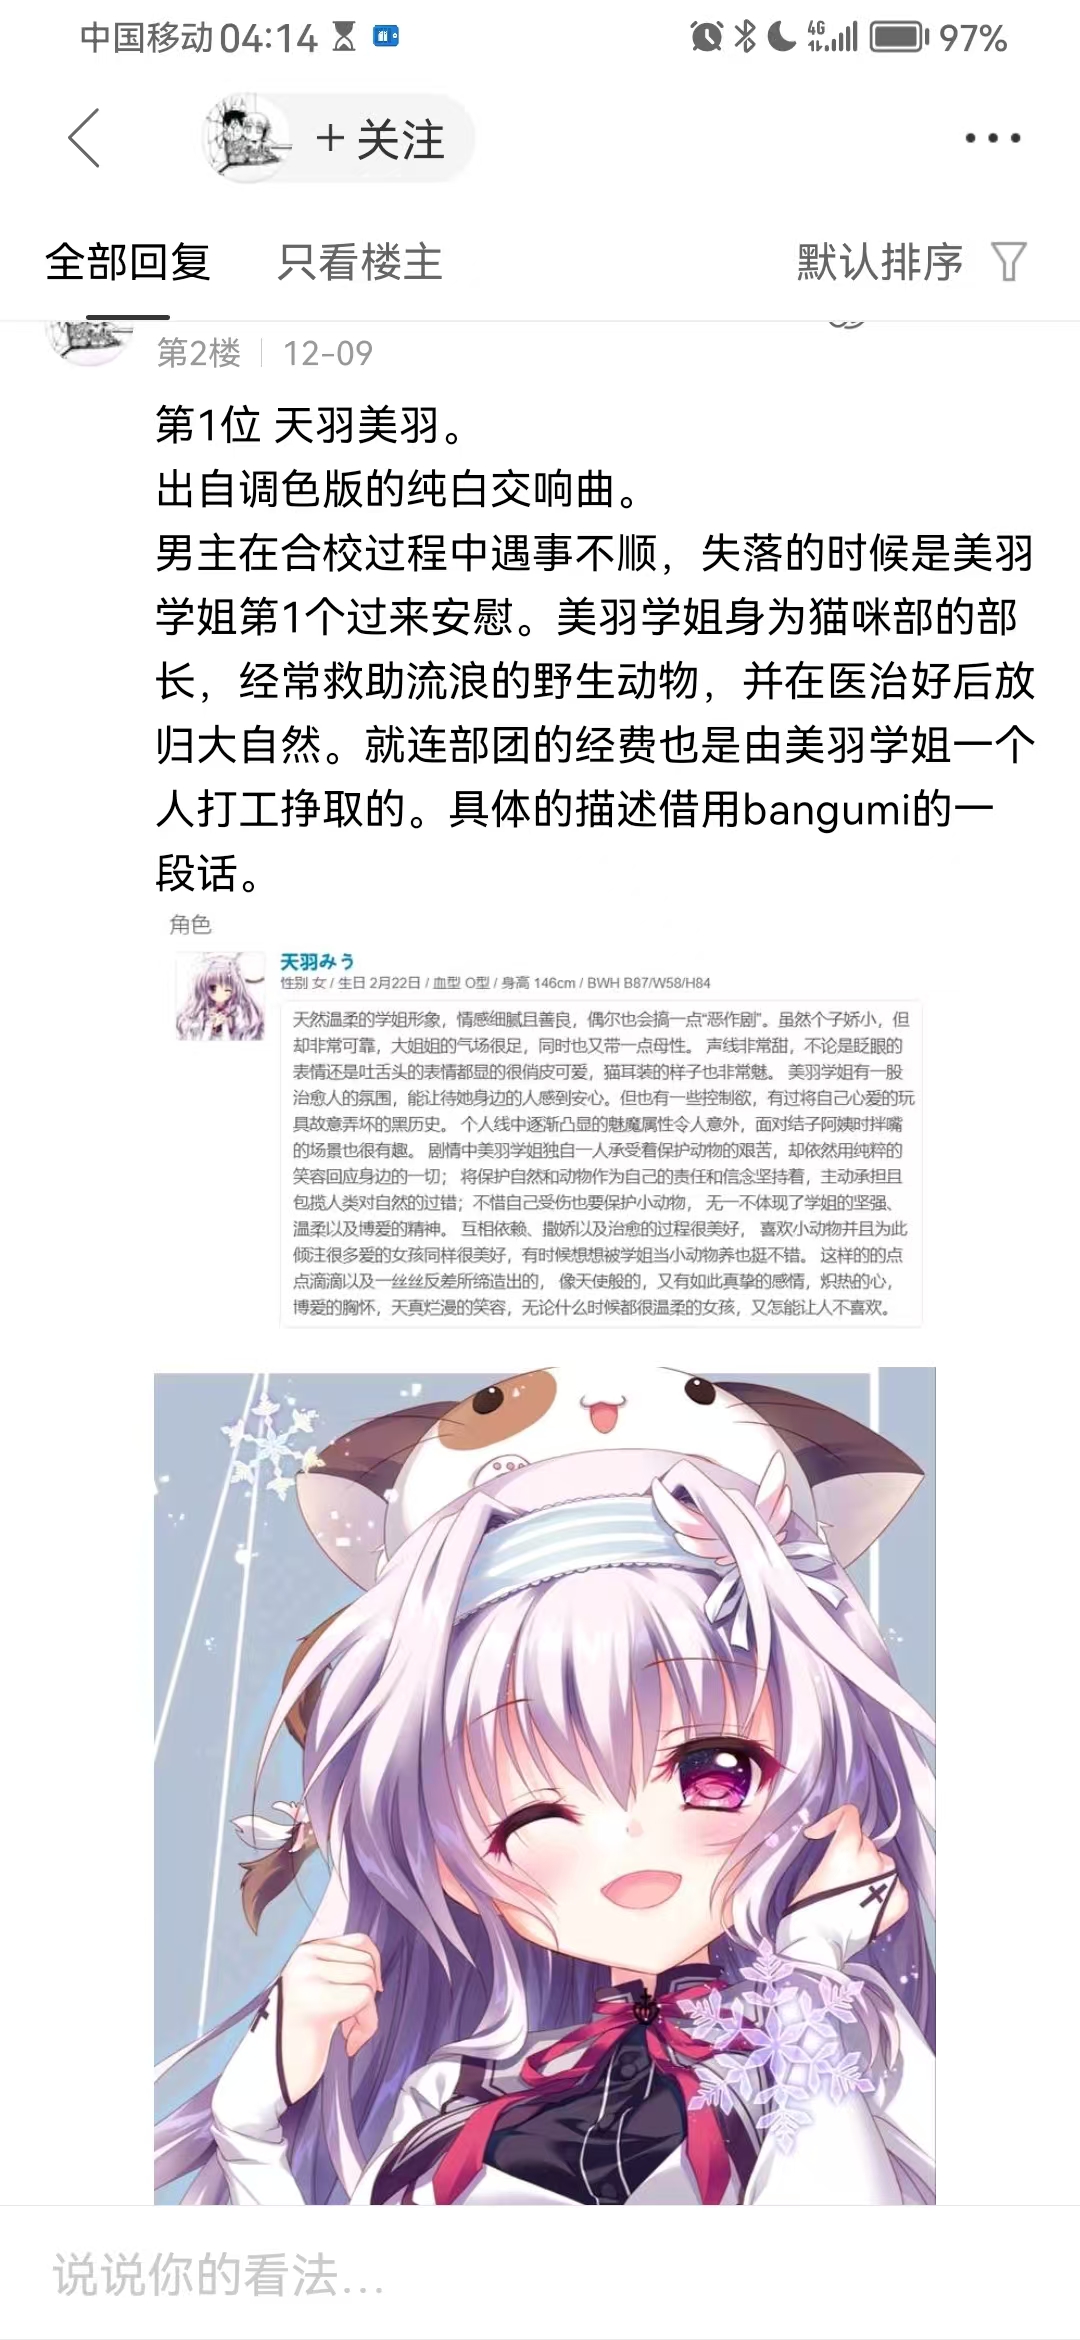 中国移动 04:14 4G 97%
+ 关注
全部回复 只看楼主 默认排序
第2楼 | 12-09
第1位 天羽美羽。
出自调色版的纯白交响曲。
男主在合校过程中遇事不顺，失落的时候是美羽
学姐第1个过来安慰。美羽学姐身为猫咪部的部
长，经常救助流浪的野生动物，并在医治好后放
归大自然。就连部团的经费也是由美羽学姐一个
人打工挣取的。具体的描述借用bangumi的一
段话。
角色
天羽みう
性别 女 / 生日 2月22日 / 血型 O型 / 身高 146cm / BWH B87/W58/H84
天然温柔的学姐形象，情感细腻且善良，偶尔也会搞一点“恶作剧”。虽然个子娇小，但
却非常可靠，大姐姐的气场很足，同时也又带一点母性。 声线非常甜，不论是眨眼的
表情还是吐舌头的表情都显的很俏皮可爱，猫耳装的样子也非常魅。 美羽学姐有一股
治愈人的氛围，能让待她身边的人感到安心。但也有一些控制欲，有过将自己心爱的玩
具故意弄坏的黑历史。 个人线中逐渐凸显的魅魔属性令人意外，面对结子阿姨时拌嘴
的场景也很有趣。 剧情中美羽学姐独自一人承受着保护动物的艰苦，却依然用纯粹的
笑容回应身边的一切； 将保护自然和动物作为自己的责任和信念坚持着，主动承担且
包揽人类对自然的过错；不惜自己受伤也要保护小动物， 无一不体现了学姐的坚强、
温柔以及博爱的精神。 互相依赖、撒娇以及治愈的过程很美好， 喜欢小动物并且为此
倾注很多爱的女孩同样很美好，有时候想想被学姐当小动物养也挺不错。 这样的的点
点滴滴以及一丝丝反差所缔造出的， 像天使般的，又有如此真挚的感情，炽热的心，
博爱的胸怀，天真烂漫的笑容，无论什么时候都很温柔的女孩，又怎能让人不喜欢。
说说你的看法...